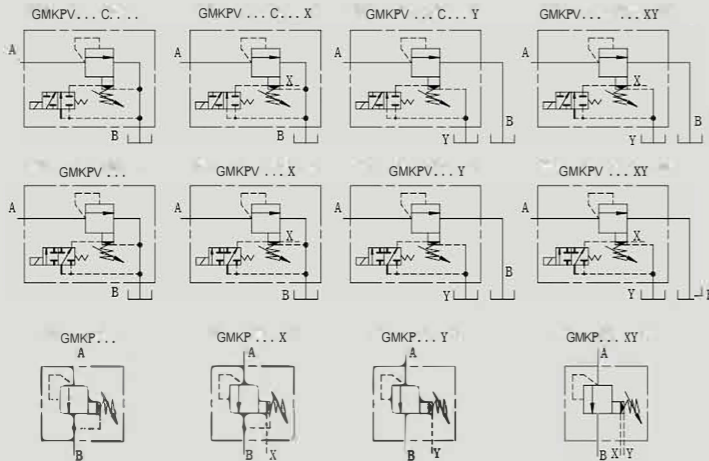 GMKPV...C.... GMKPV...C...X GMKPV ...C...Y GMKPV... ...XY
A A A A
X X
B B
B B Y Y
GMKPV ... GMKPV ...X GMKPV...Y GMKPV ...XY
A A A A
X X
B
B B Y Y
GMKP... GMKP ...X GMKP...Y GMKP... XY
A A A A
B B X B Y B X Y